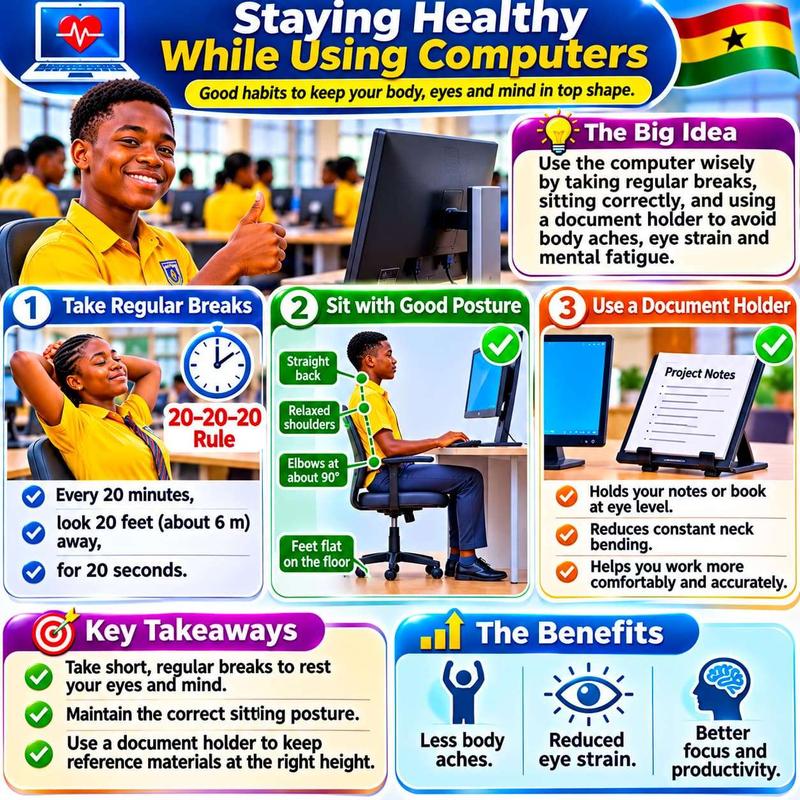 Staying Healthy
While Using Computers
Good habits to keep your body, eyes and mind in top shape.
The Big Idea
Use the computer wisely
by taking regular breaks,
sitting correctly, and using
a document holder to avoid
body aches, eye strain and
mental fatigue.
1 Take Regular Breaks
20–20–20
Rule
Every 20 minutes,
look 20 feet (about 6 m)
away,
for 20 seconds.
2 Sit with Good Posture
Straight
back
Relaxed
shoulders
Elbows at
about 90°
Feet flat
on the floor
3 Use a Document Holder
Project Notes
Holds your notes or book
at eye level.
Reduces constant neck
bending.
Helps you work more
comfortably and accurately.
Key Takeaways
Take short, regular breaks to rest
your eyes and mind.
Maintain the correct sitting posture.
Use a document holder to keep
reference materials at the right height.
The Benefits
Less body
aches.
Reduced
eye strain.
Better
focus and
productivity.